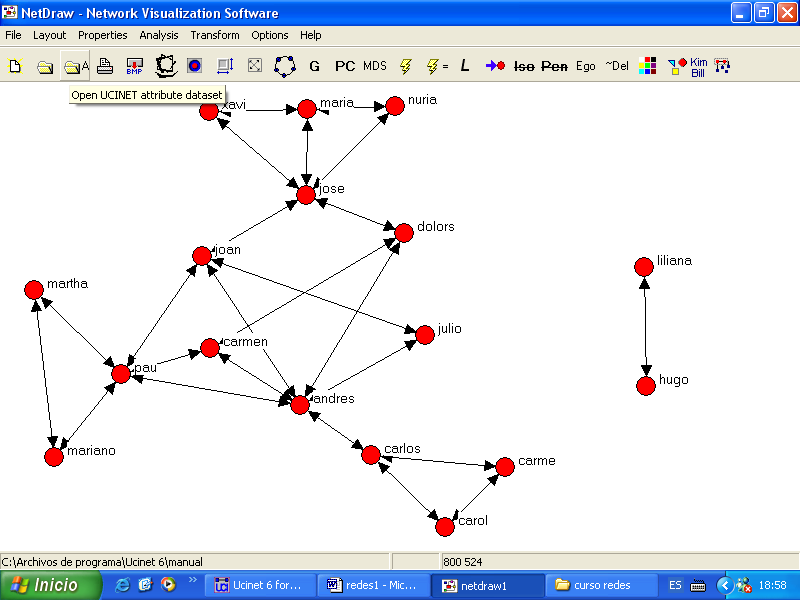 NetDraw - Network Visualization Software
File Layout Properties Analysis Transform Options Help
A BMP G PC MDS = L Iso Pen Ego ~Del Kim Bill
Open UCINET attribute dataset
xavi maria nuria
jose
dolors
joan
liliana
martha
julio
carmen
pau
hugo
andres
carlos
mariano
carme
carol
C:\Archivos de programa\Ucinet 6\manual 800 524
Inicio » Ucinet 6 for... redes1 - Mic... netdraw1 curso redes ES 18:58